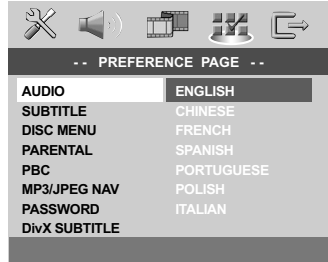 -- PREFERENCE PAGE --
AUDIO ENGLISH
SUBTITLE CHINESE
DISC MENU FRENCH
PARENTAL SPANISH
PBC PORTUGUESE
MP3/JPEG NAV POLISH
PASSWORD ITALIAN
DivX SUBTITLE